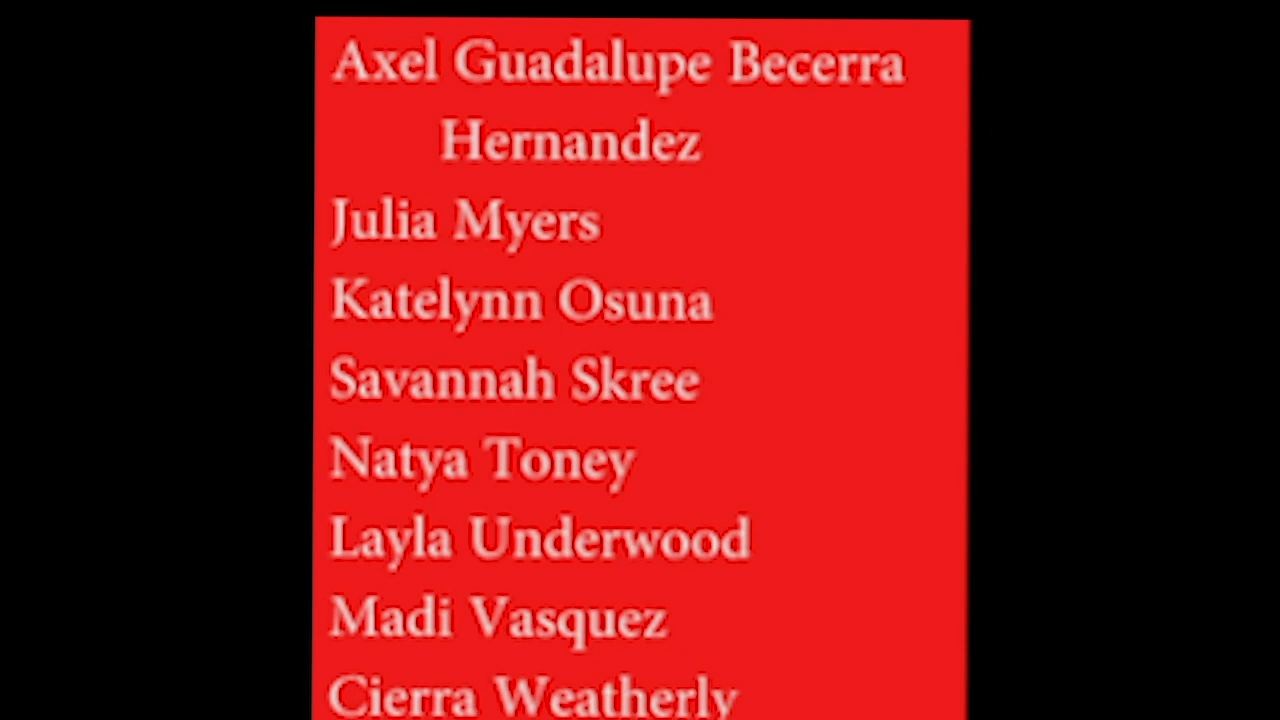 Axel Guadalupe Becerra
Hernandez
Julia Myers
Katelynn Osuna
Savannah Skree
Natya Toney
Layla Underwood
Madi Vasquez
Cierra Weatherly